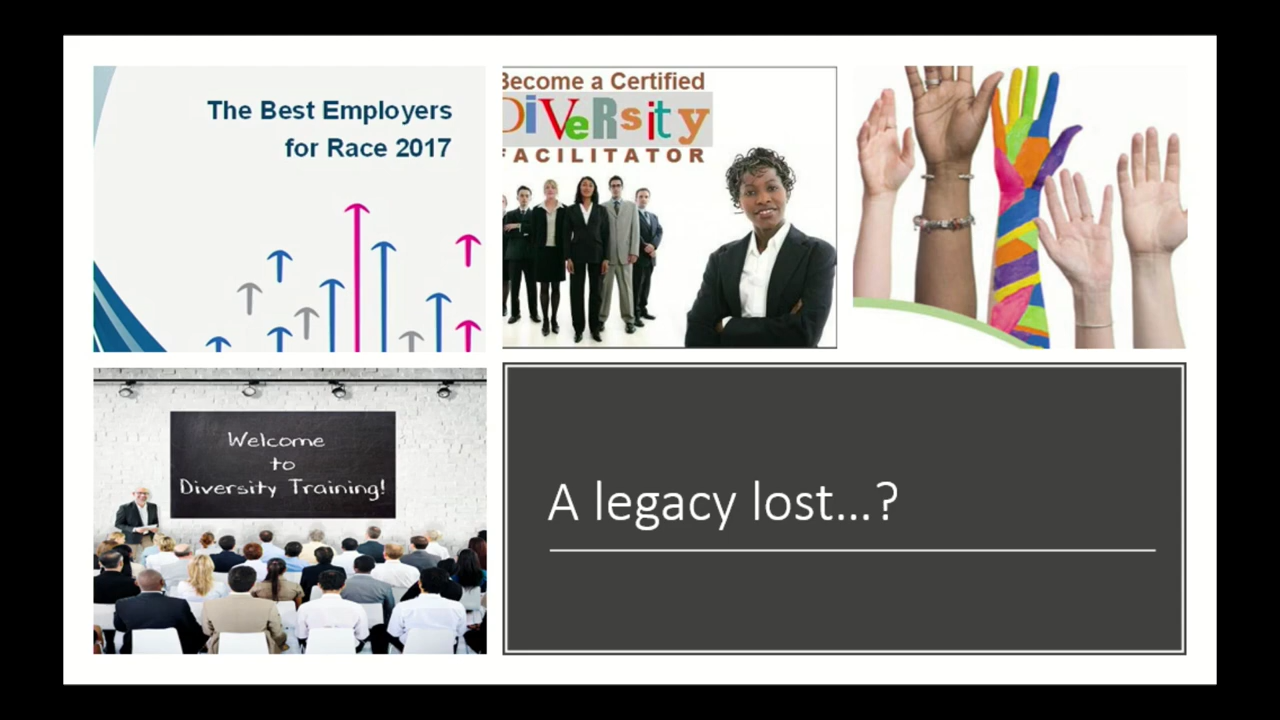 The Best Employers
for Race 2017
Become a Certified
DiVeRsity
FACILITATOR
Welcome
to
Diversity Training!
A legacy lost...?